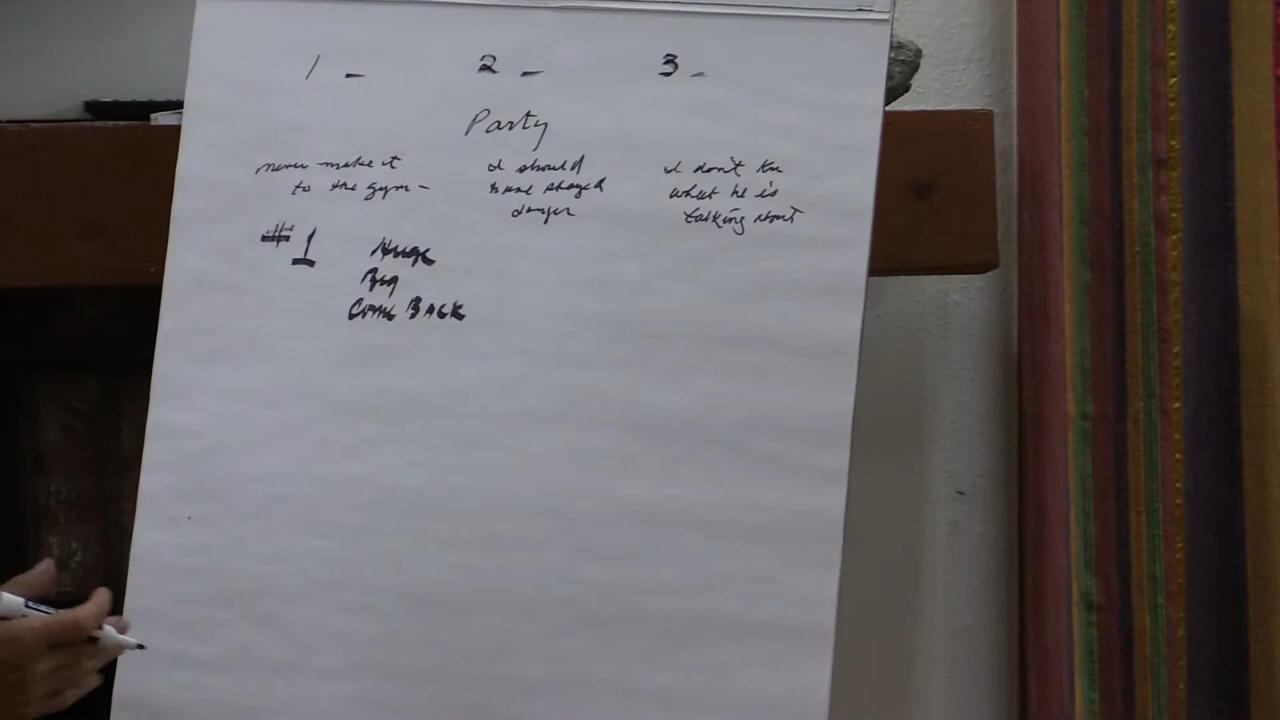 1 - 2 - 3 -
Party
never make it
to the gym -
I should
have stayed
longer
I don't kn
what he is
talking about
#1 Huge
Big
COME BACK